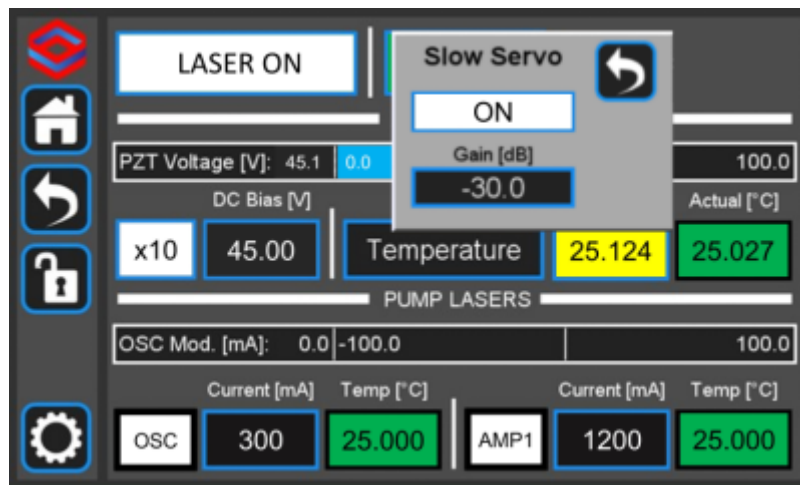 LASER ON
Slow Servo
ON
Gain [dB]
-30.0
PZT Voltage [V]: 45.1 0.0 100.0
DC Bias [V] Actual [°C]
x10 45.00 Temperature 25.124 25.027
PUMP LASERS
OSC Mod. [mA]: 0.0 -100.0 100.0
Current [mA] Temp [°C] Current [mA] Temp [°C]
OSC 300 25.000 AMP1 1200 25.000